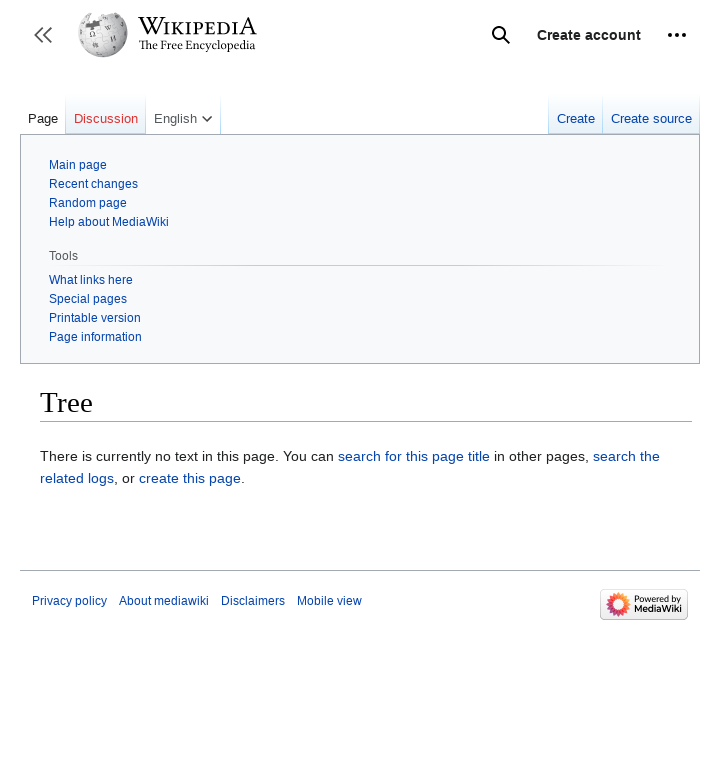 WIKIPEDIA
The Free Encyclopedia
Create account
Page Discussion English Create Create source
Main page
Recent changes
Random page
Help about MediaWiki
Tools
What links here
Special pages
Printable version
Page information
Tree
There is currently no text in this page. You can search for this page title in other pages, search the
related logs, or create this page.
Privacy policy About mediawiki Disclaimers Mobile view
Powered by
MediaWiki